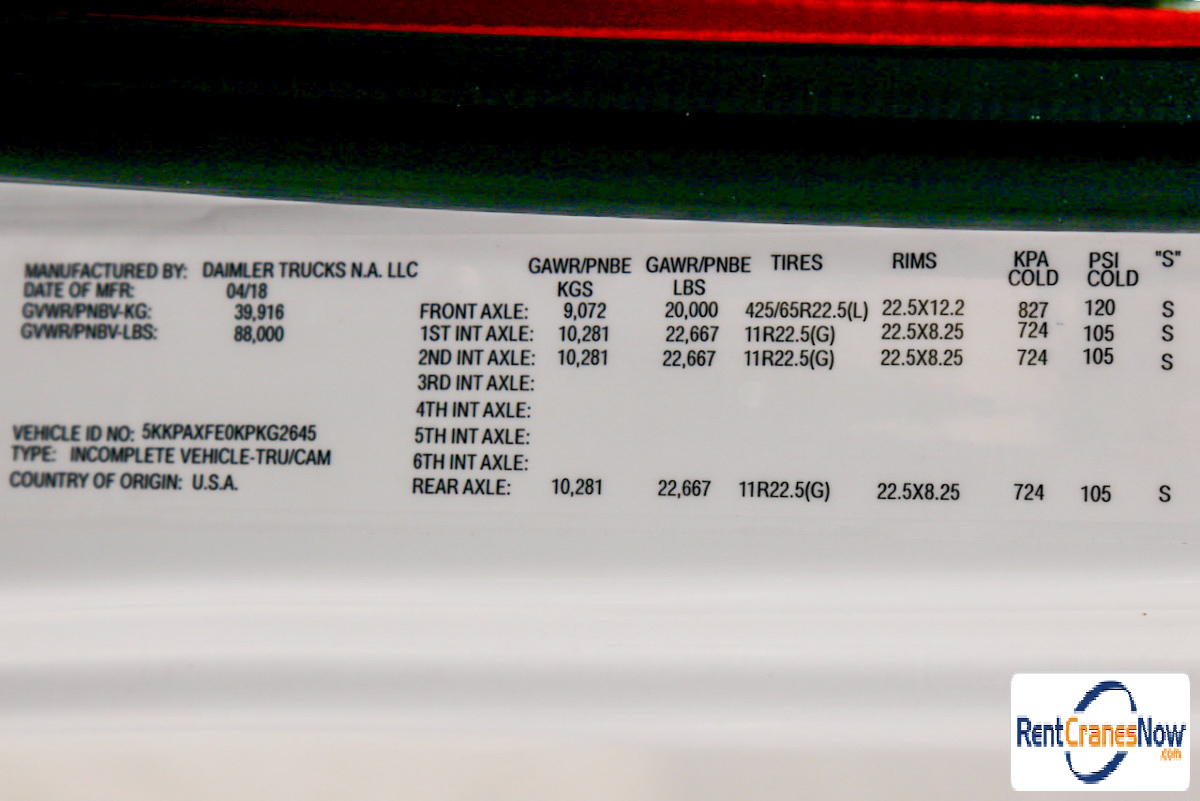 MANUFACTURED BY: DAIMLER TRUCKS N.A. LLC
DATE OF MFR: 04/18
GVWR/PNBV-KG: 39,916
GVWR/PNBV-LBS: 88,000
VEHICLE ID NO: 5KKPAXFE0KPKG2645
TYPE: INCOMPLETE VEHICLE-TRU/CAM
COUNTRY OF ORIGIN: U.S.A.
GAWR/PNBE KGS GAWR/PNBE LBS TIRES RIMS KPA COLD PSI COLD "S"
FRONT AXLE: 9,072 20,000 425/65R22.5(L) 22.5X12.2 827 120 S
1ST INT AXLE: 10,281 22,667 11R22.5(G) 22.5X8.25 724 105 S
2ND INT AXLE: 10,281 22,667 11R22.5(G) 22.5X8.25 724 105 S
3RD INT AXLE:
4TH INT AXLE:
5TH INT AXLE:
6TH INT AXLE:
REAR AXLE: 10,281 22,667 11R22.5(G) 22.5X8.25 724 105 S
RentCranesNow
.com